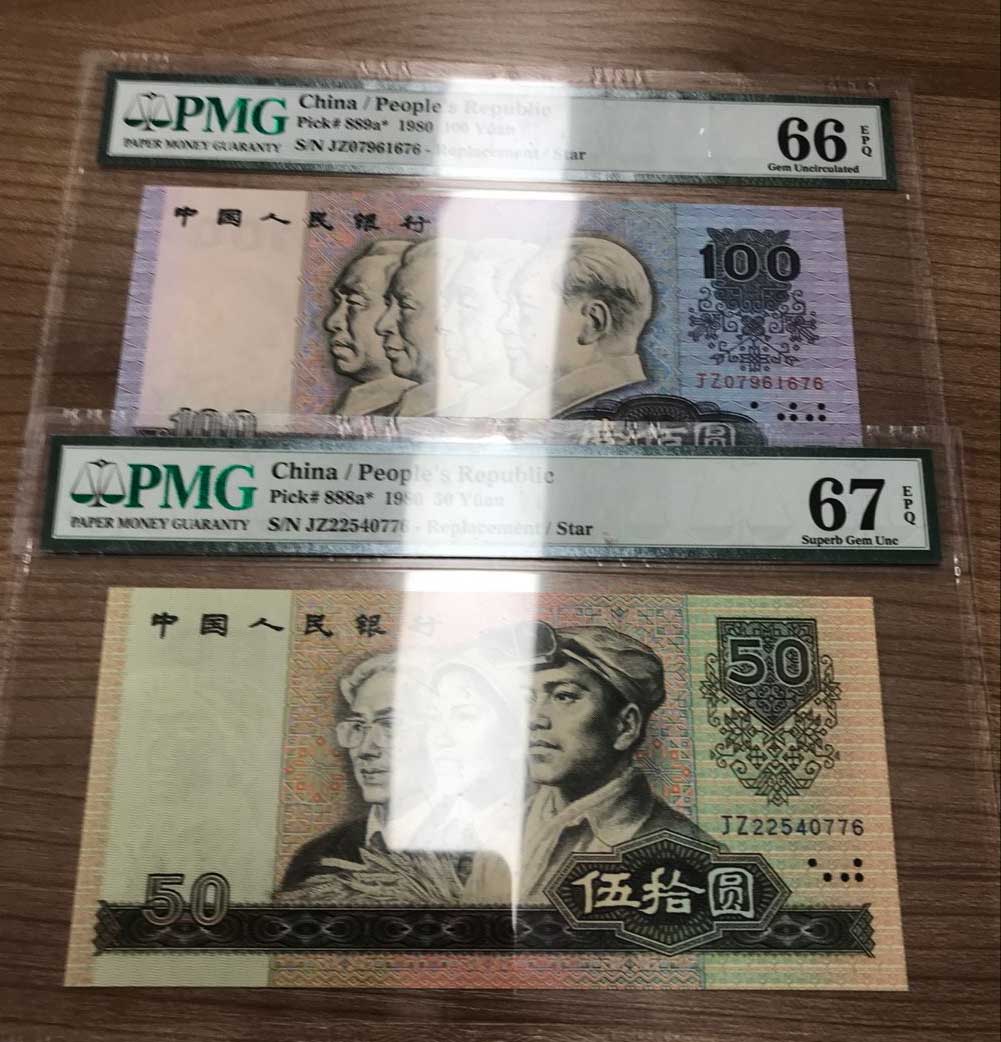 PMG
PAPER MONEY GUARANTY
China / People's Republic
Pick# 889a* 1980 100 Yüan
S/N JZ07961676 - Replacement / Star
66
EPQ
Gem Uncirculated
中国人民银行
100
JZ07961676
100
佰圆
PMG
PAPER MONEY GUARANTY
China / People's Republic
Pick# 888a* 1980 50 Yüan
S/N JZ22540776 - Replacement / Star
67
EPQ
Superb Gem Unc
中国人民银行
50
JZ22540776
50
伍拾圆